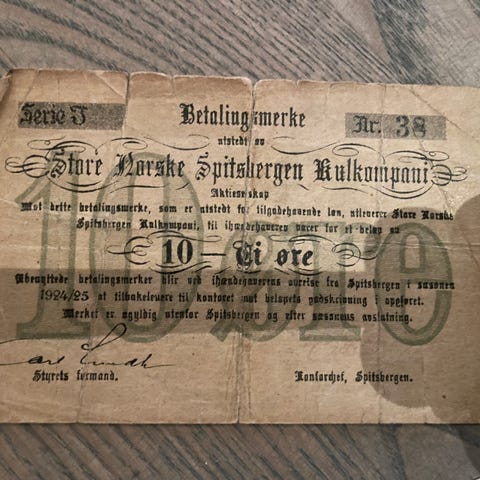 Serie J Betalingsmerke Nr. 38
utstedt av
Store Norske Spitsbergen Kulkompani
Aktieselskap
Mot dette betalingsmerke, som er utstedt for tilgodehavende løn, utleverer Store Norske
Spitsbergen Kulkompani, til ihændehaveren varer for et beløp av
10 — Ti øre
Ubenyttede betalingsmerker blir ved ihændehaverens avreise fra Spitsbergen i sæsonen
1924/25 at tilbakelevere til kontoret mot beløpets godskrivning i opgjøret.
Merket er ugyldig utenfor Spitsbergen og efter sæsonens avslutning.
Styrets formand. Kontorchef, Spitsbergen.
10 øre